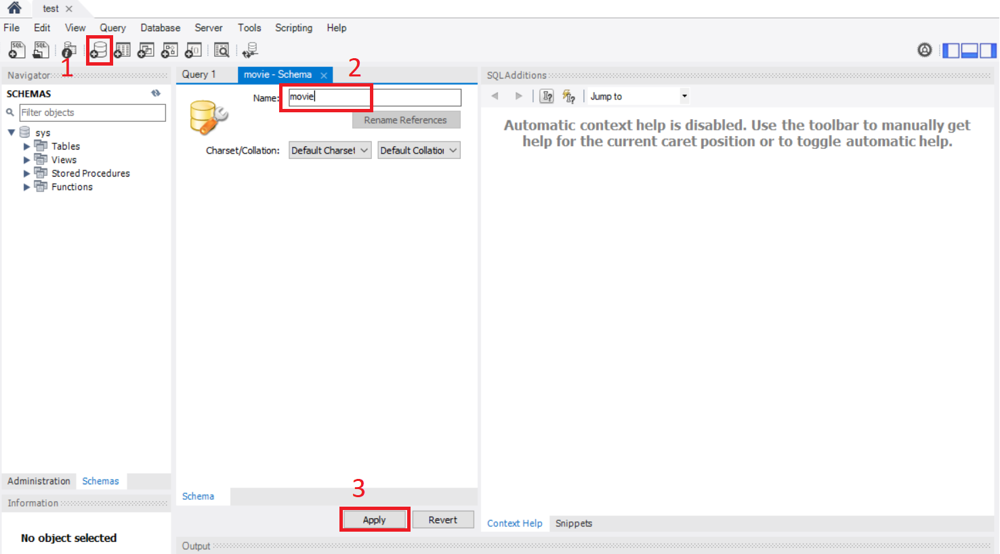 test
File Edit View Query Database Server Tools Scripting Help
SQL SQL
1
Navigator
SCHEMAS
Filter objects
sys
Tables
Views
Stored Procedures
Functions
Administration Schemas
Information
No object selected
Query 1 movie - Schema
2
Name: movie
Rename References
Charset/Collation: Default Charset Default Collation
Schema
3
Apply Revert
Output
SQLAdditions
Jump to
Automatic context help is disabled. Use the toolbar to manually get
help for the current caret position or to toggle automatic help.
Context Help Snippets